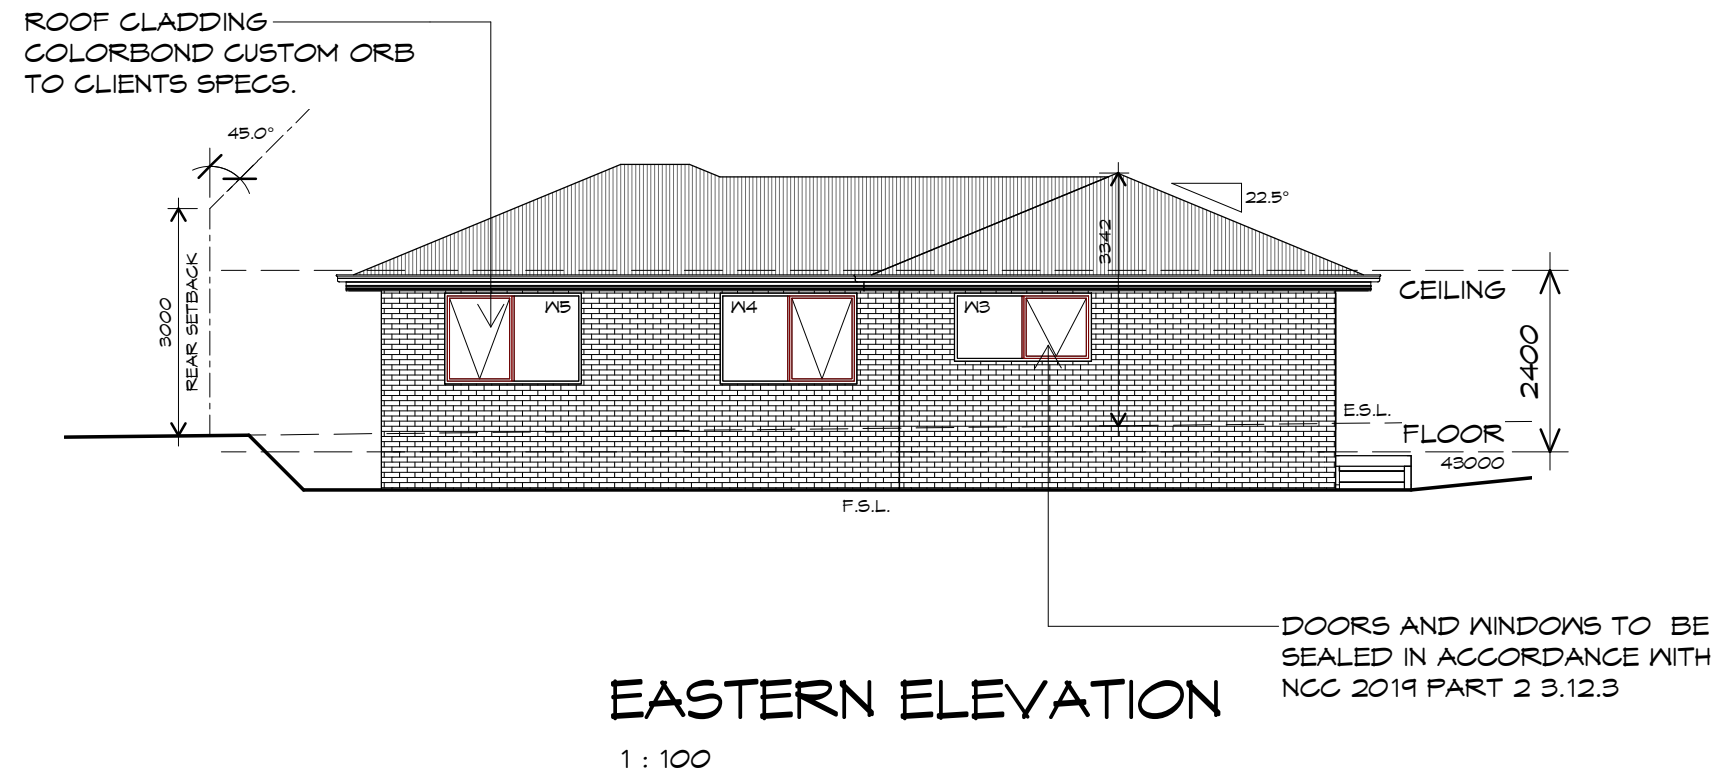 ROOF CLADDING
COLORBOND CUSTOM ORB
TO CLIENTS SPECS.
45.0°
22.5°
3342
3000
REAR SETBACK
CEILING
W5
W4
W3
2400
E.S.L.
FLOOR
43000
F.S.L.
DOORS AND WINDOWS TO BE
SEALED IN ACCORDANCE WITH
NCC 2019 PART 2 3.12.3
EASTERN ELEVATION
1 : 100